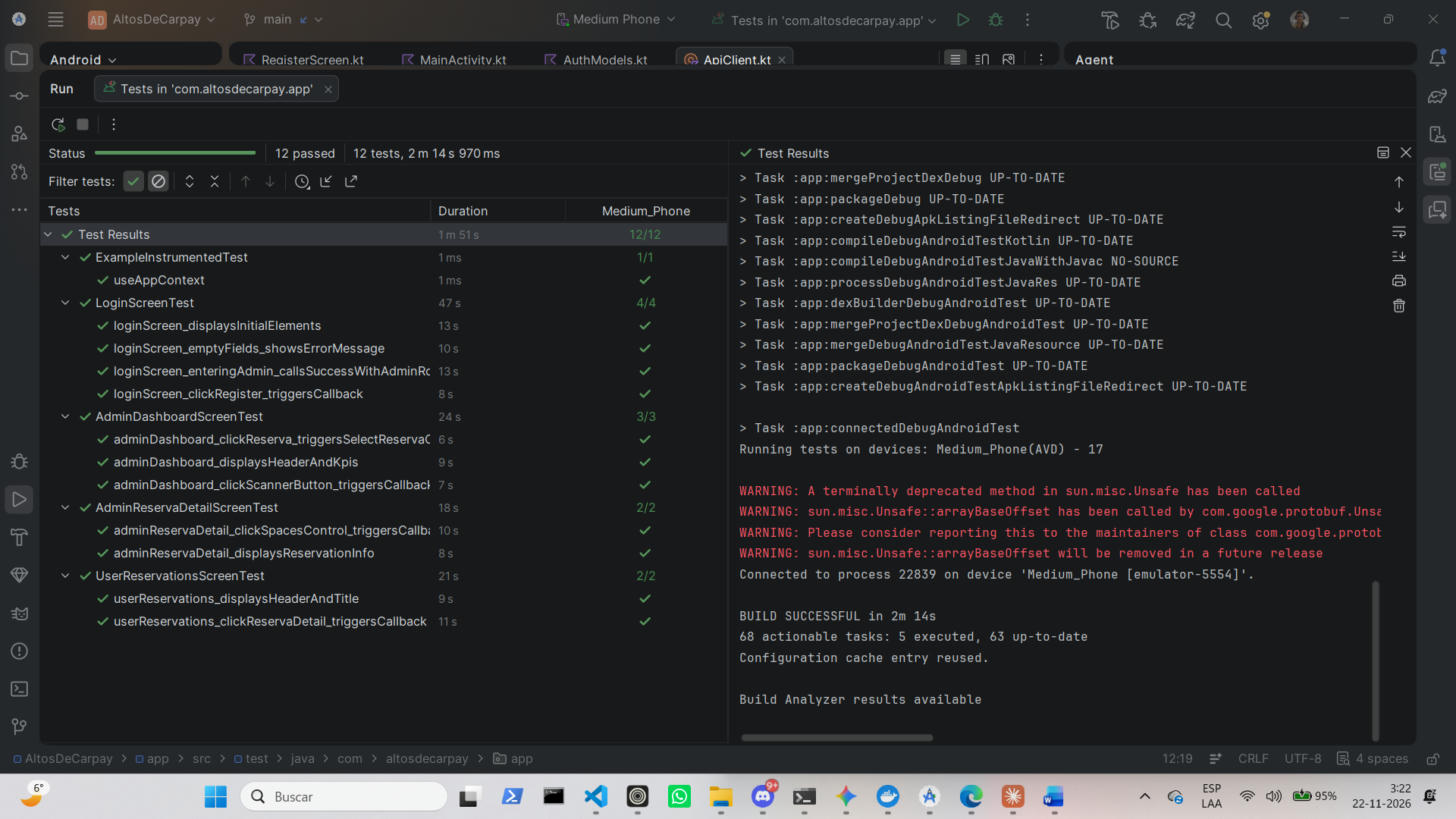 AD AltosDeCarpay main Medium Phone Tests in 'com.altosdecarpay.app'
Android RegisterScreen.kt MainActivity.kt AuthModels.kt ApiClient.kt Agent
Run Tests in 'com.altosdecarpay.app'
Status 12 passed 12 tests, 2 m 14 s 970 ms
Filter tests:
Tests Duration Medium_Phone
Test Results 1 m 51 s 12/12
ExampleInstrumentedTest 1 ms 1/1
useAppContext 1 ms
LoginScreenTest 47 s 4/4
loginScreen_displaysInitialElements 13 s
loginScreen_emptyFields_showsErrorMessage 10 s
loginScreen_enteringAdmin_callsSuccessWithAdminRo 13 s
loginScreen_clickRegister_triggersCallback 8 s
AdminDashboardScreenTest 24 s 3/3
adminDashboard_clickReserva_triggersSelectReservaC 6 s
adminDashboard_displaysHeaderAndKpis 9 s
adminDashboard_clickScannerButton_triggersCallback 7 s
AdminReservaDetailScreenTest 18 s 2/2
adminReservaDetail_clickSpacesControl_triggersCallba 10 s
adminReservaDetail_displaysReservationInfo 8 s
UserReservationsScreenTest 21 s 2/2
userReservations_displaysHeaderAndTitle 9 s
userReservations_clickReservaDetail_triggersCallback 11 s
Test Results
> Task :app:mergeProjectDexDebug UP-TO-DATE
> Task :app:packageDebug UP-TO-DATE
> Task :app:createDebugApkListingFileRedirect UP-TO-DATE
> Task :app:compileDebugAndroidTestKotlin UP-TO-DATE
> Task :app:compileDebugAndroidTestJavaWithJavac NO-SOURCE
> Task :app:processDebugAndroidTestJavaRes UP-TO-DATE
> Task :app:dexBuilderDebugAndroidTest UP-TO-DATE
> Task :app:mergeProjectDexDebugAndroidTest UP-TO-DATE
> Task :app:mergeDebugAndroidTestJavaResource UP-TO-DATE
> Task :app:packageDebugAndroidTest UP-TO-DATE
> Task :app:createDebugAndroidTestApkListingFileRedirect UP-TO-DATE
> Task :app:connectedDebugAndroidTest
Running tests on devices: Medium_Phone(AVD) - 17
WARNING: A terminally deprecated method in sun.misc.Unsafe has been called
WARNING: sun.misc.Unsafe::arrayBaseOffset has been called by com.google.protobuf.Unsa
WARNING: Please consider reporting this to the maintainers of class com.google.protob
WARNING: sun.misc.Unsafe::arrayBaseOffset will be removed in a future release
Connected to process 22839 on device 'Medium_Phone [emulator-5554]'.
BUILD SUCCESSFUL in 2m 14s
68 actionable tasks: 5 executed, 63 up-to-date
Configuration cache entry reused.
Build Analyzer results available
AltosDeCarpay > app > src > test > java > com > altosdecarpay > app 12:19 CRLF UTF-8 4 spaces
6° Buscar 9+ ESP LAA 95% 3:22 22-11-2026